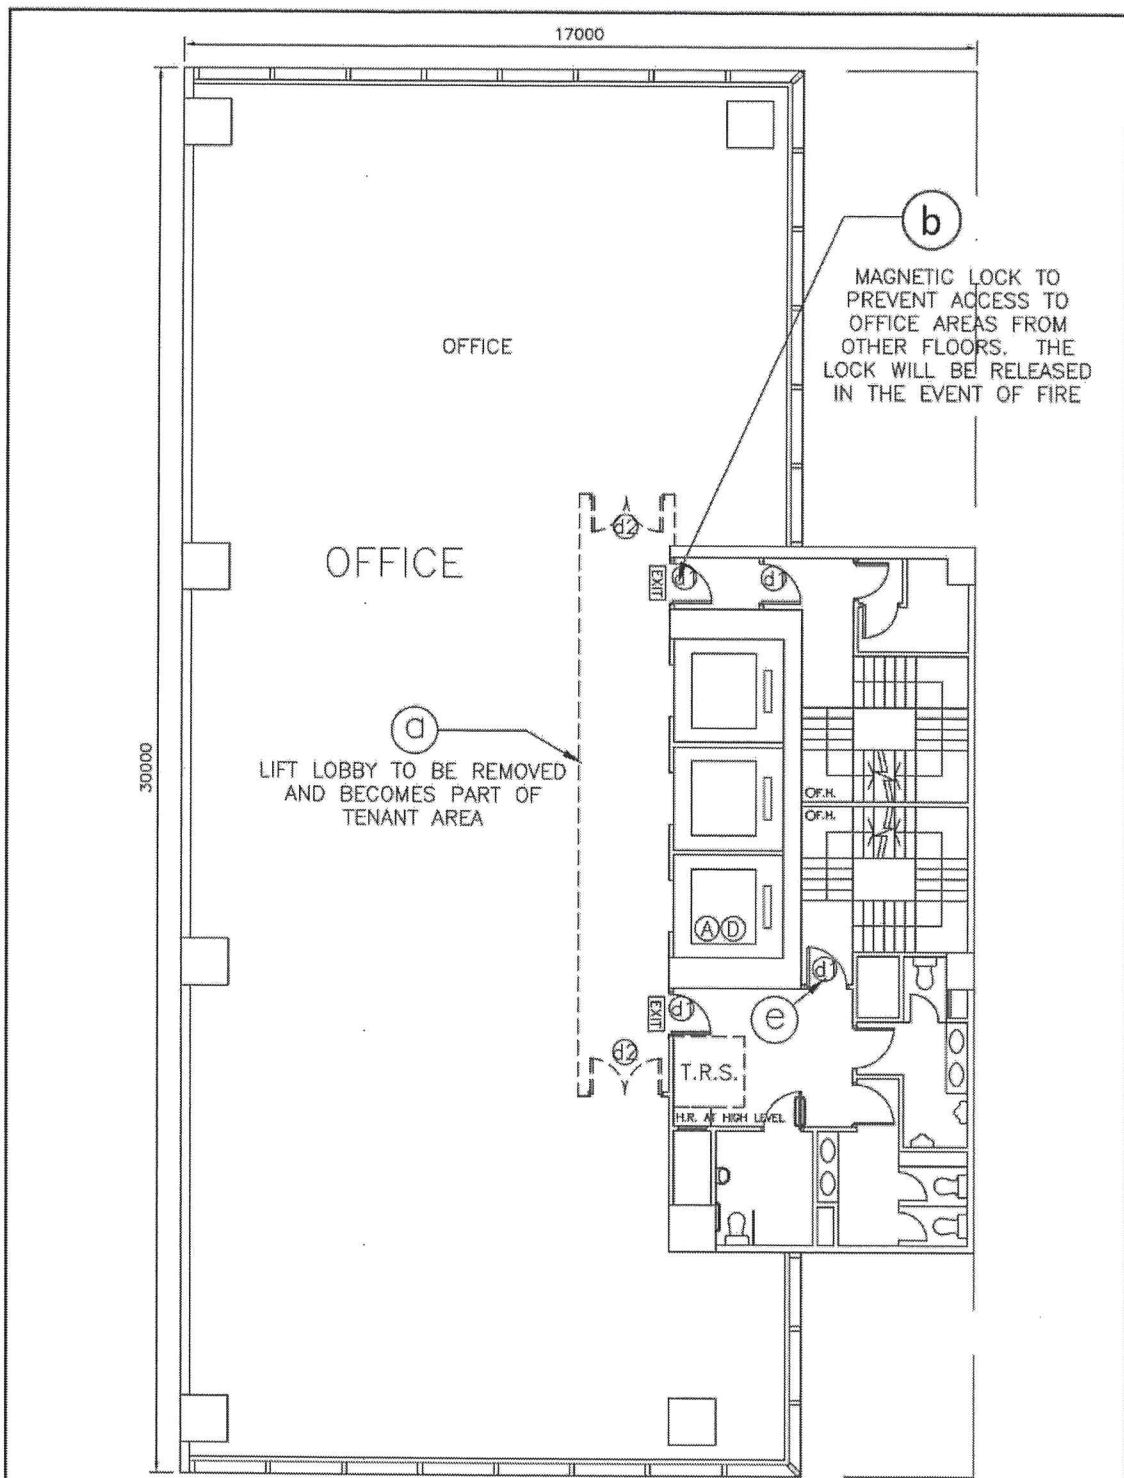 17000
b
MAGNETIC LOCK TO
PREVENT ACCESS TO
OFFICE AREAS FROM
OTHER FLOORS. THE
LOCK WILL BE RELEASED
IN THE EVENT OF FIRE
OFFICE
d2
OFFICE
EXIT
d1
d1
30000
a
LIFT LOBBY TO BE REMOVED
AND BECOMES PART OF
TENANT AREA
F.H.
F.H.
A D
d1
e
EXIT
d1
d2
T.R.S.
H.R. AT HIGH LEVEL